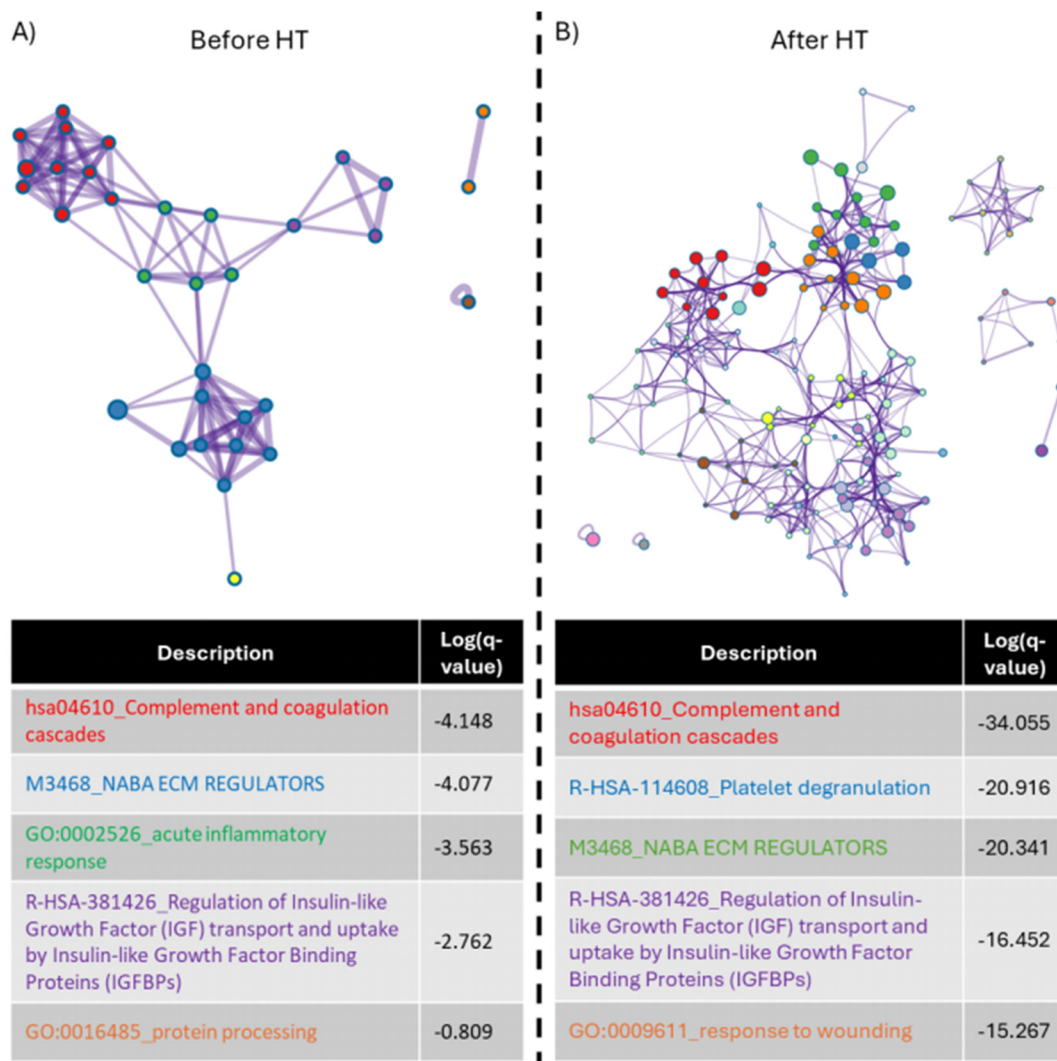 A)
Before HT
Description
Log(q-
value)
hsa04610_Complement and coagulation
cascades
-4.148
M3468_NABA ECM REGULATORS
-4.077
GO:0002526_acute inflammatory
response
-3.563
R-HSA-381426_Regulation of Insulin-like
Growth Factor (IGF) transport and uptake
by Insulin-like Growth Factor Binding
Proteins (IGFBPs)
-2.762
GO:0016485_protein processing
-0.809
B)
After HT
Description
Log(q-
value)
hsa04610_Complement and
coagulation cascades
-34.055
R-HSA-114608_Platelet degranulation
-20.916
M3468_NABA ECM REGULATORS
-20.341
R-HSA-381426_Regulation of Insulin-
like Growth Factor (IGF) transport and
uptake by Insulin-like Growth Factor
Binding Proteins (IGFBPs)
-16.452
GO:0009611_response to wounding
-15.267